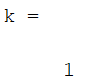 k =
1